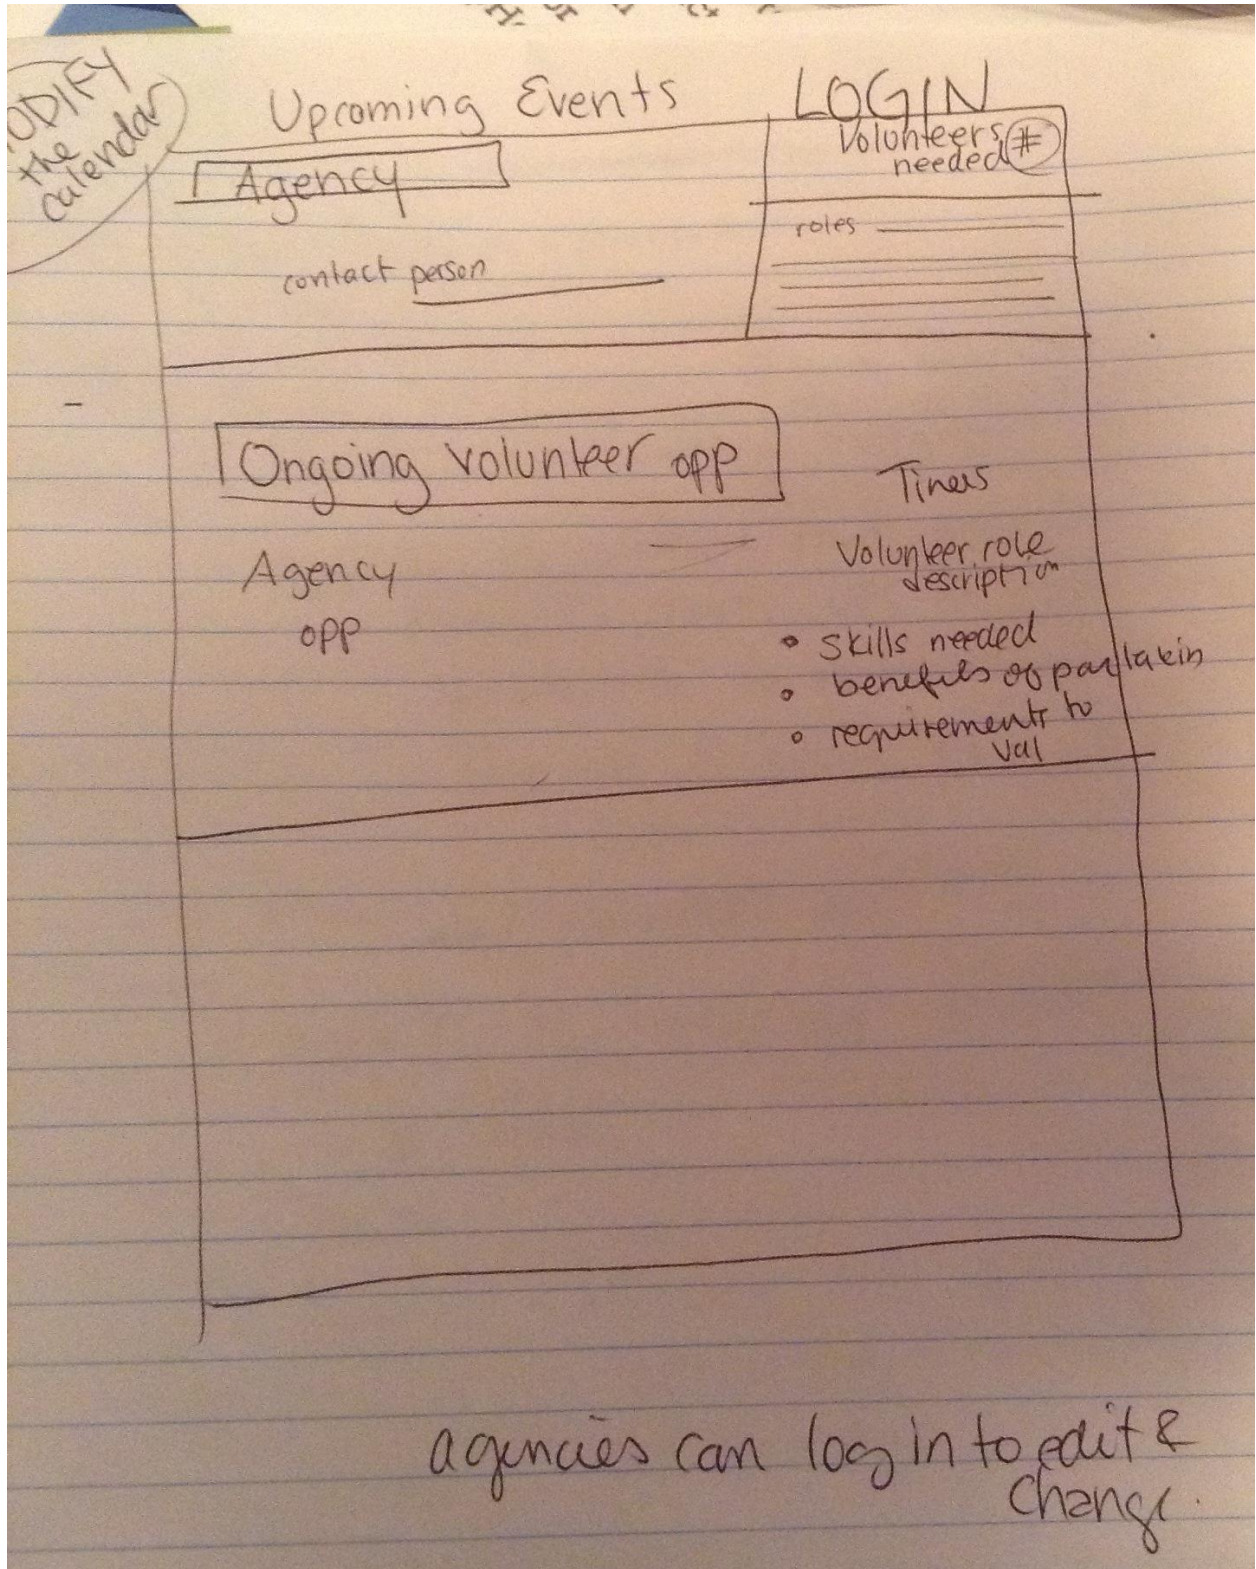 MODIFY
the
calendar
Upcoming Events
LOGIN
Agency
Volunteers
needed #
roles
contact person
Ongoing volunteer opp
Times
Agency
opp
Volunteer role
description
• skills needed
• benefits of partakin
• requirements to
Vol
agencies can log in to edit &
change.